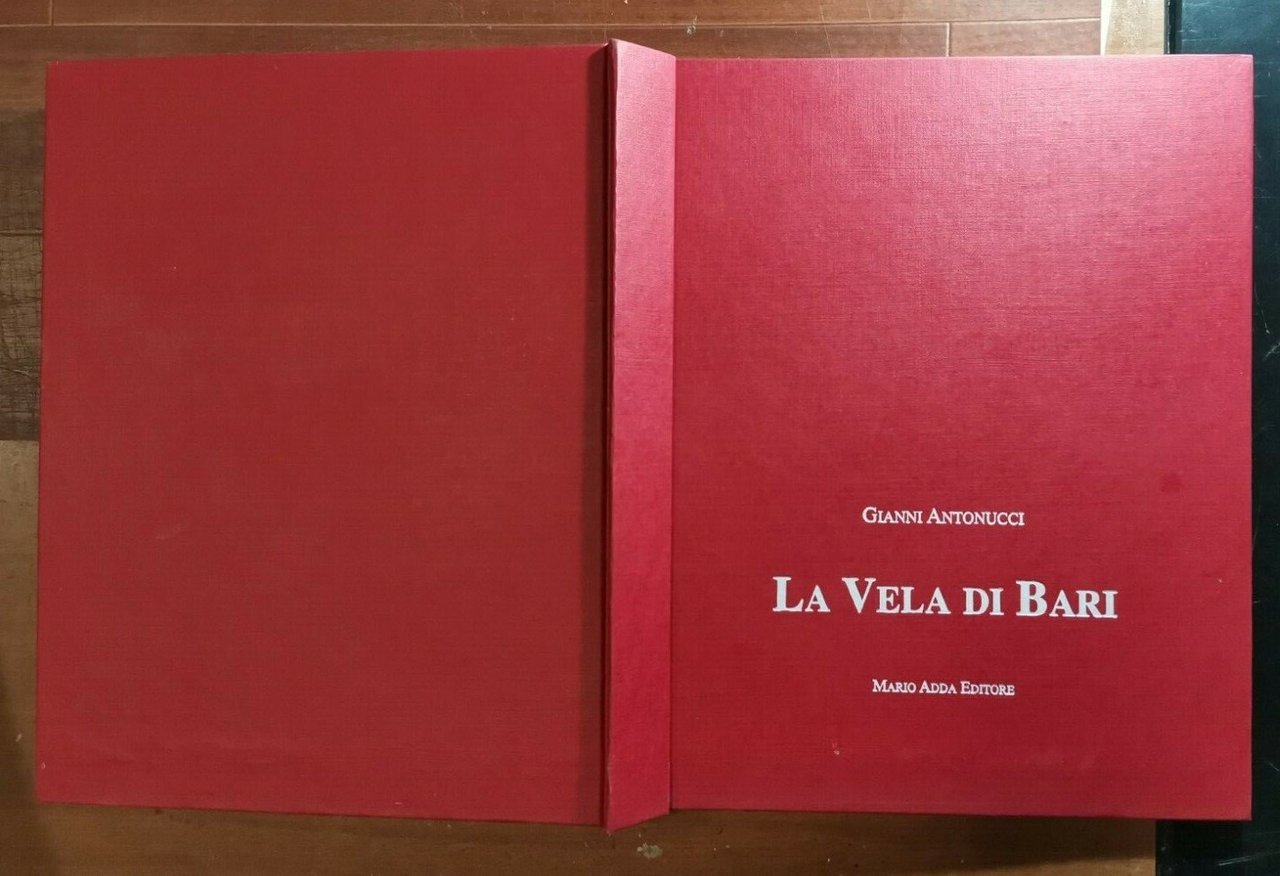 GIANNI ANTONUCCI
LA VELA DI BARI
MARIO ADDA EDITORE